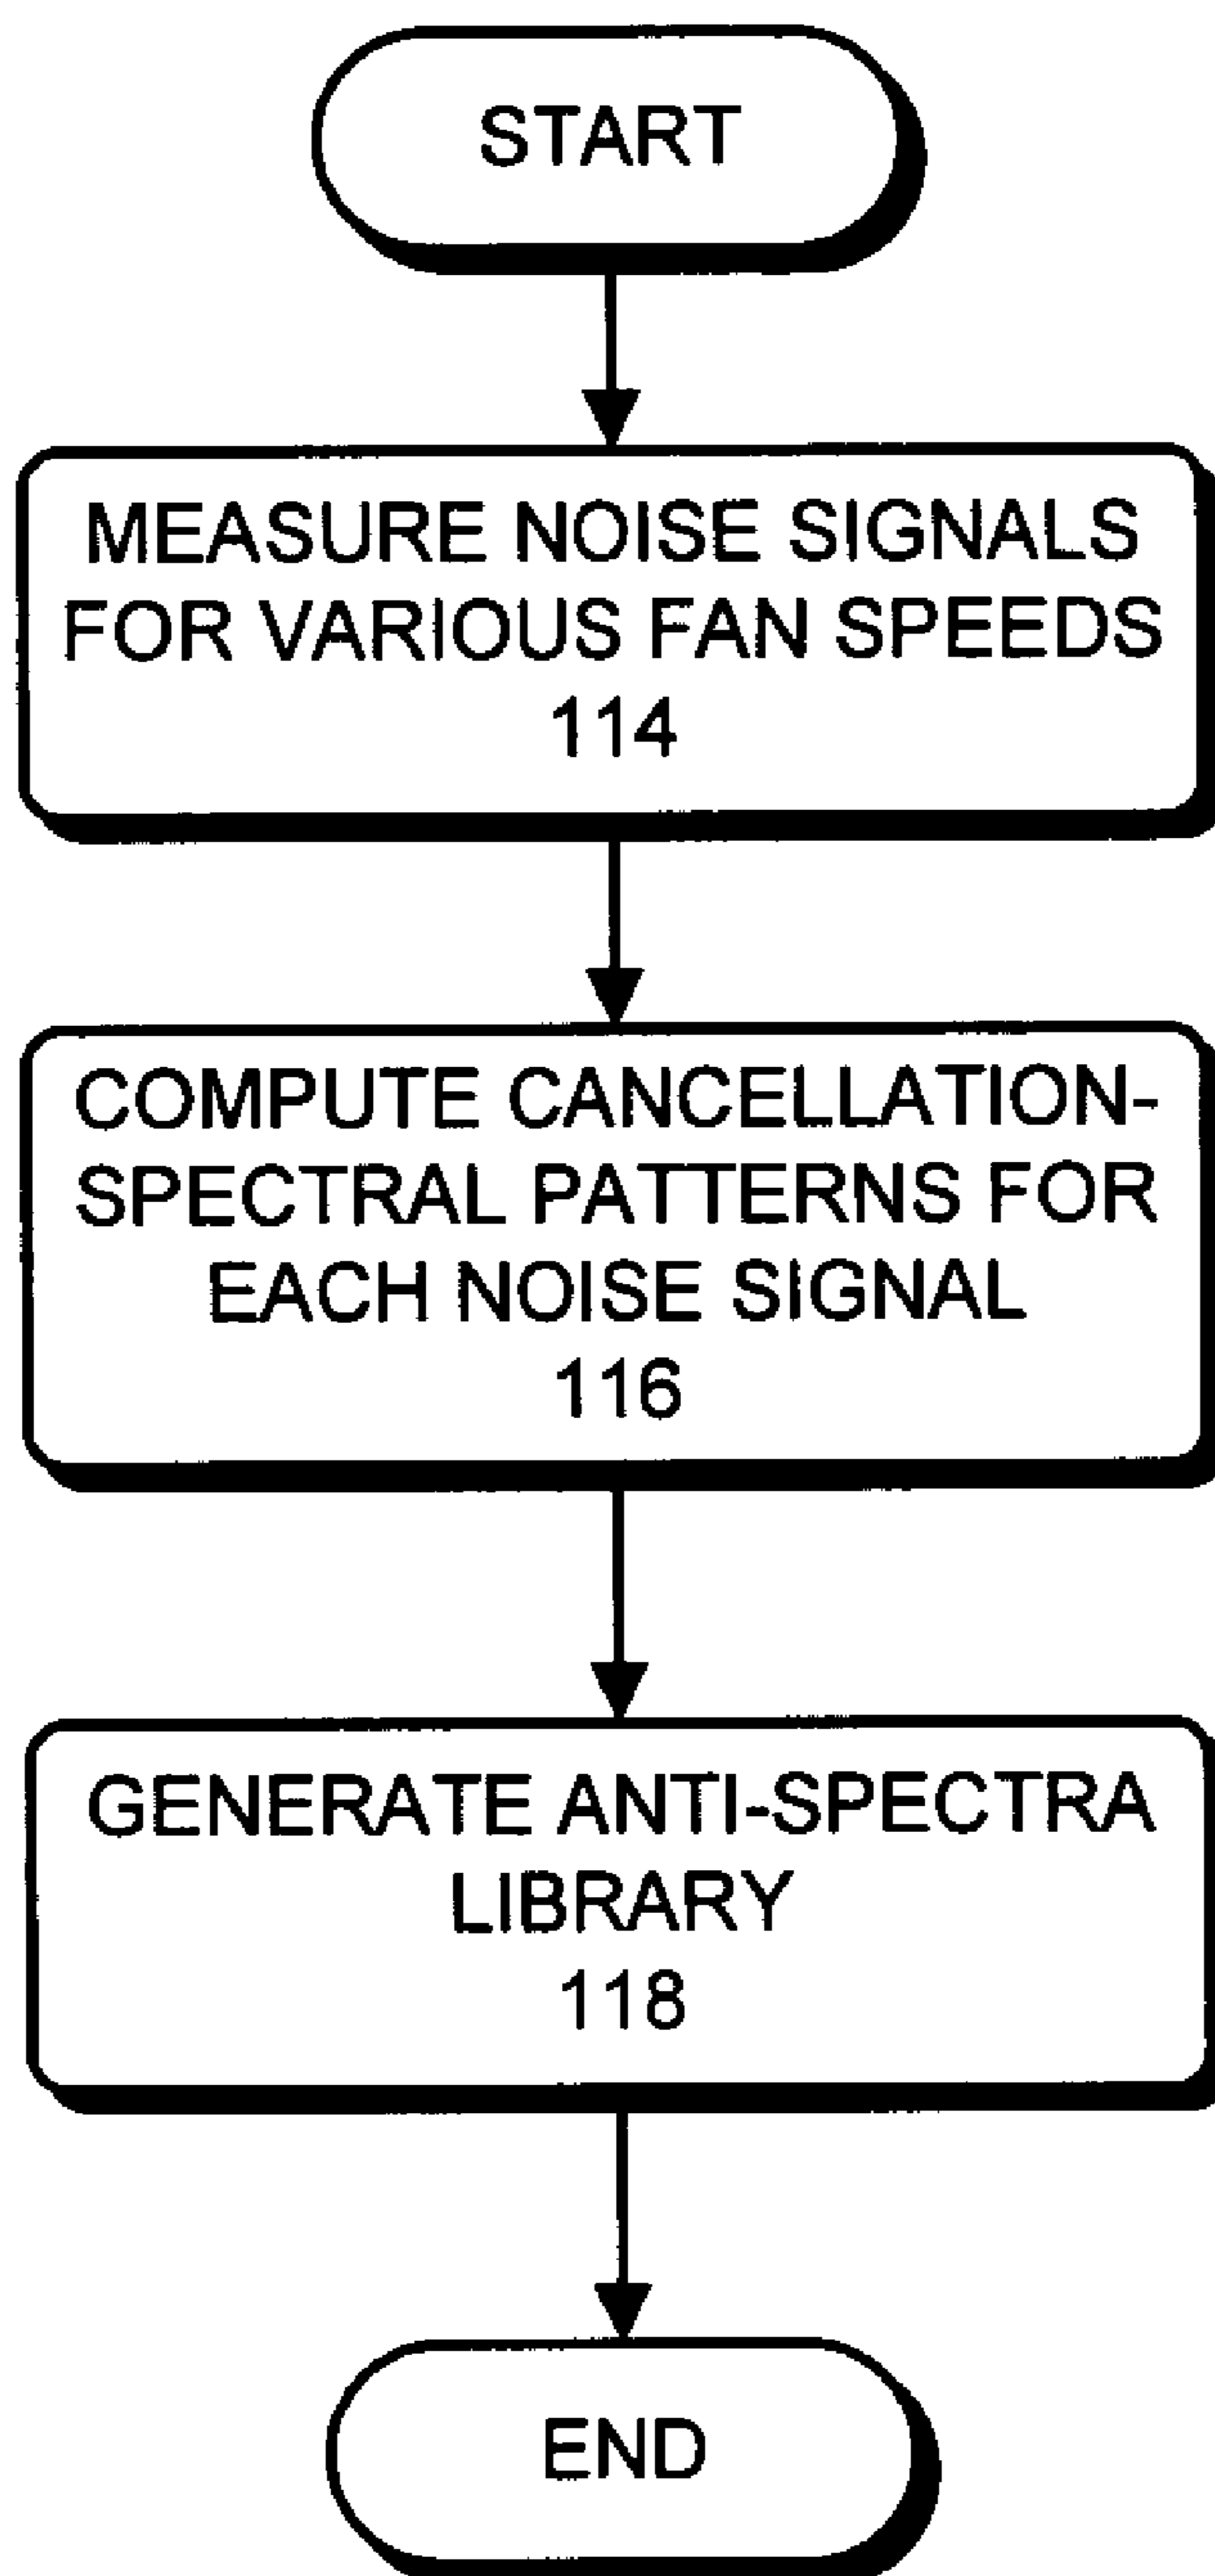 START
MEASURE NOISE SIGNALS
FOR VARIOUS FAN SPEEDS
114
COMPUTE CANCELLATION-
SPECTRAL PATTERNS FOR
EACH NOISE SIGNAL
116
GENERATE ANTI-SPECTRA
LIBRARY
118
END